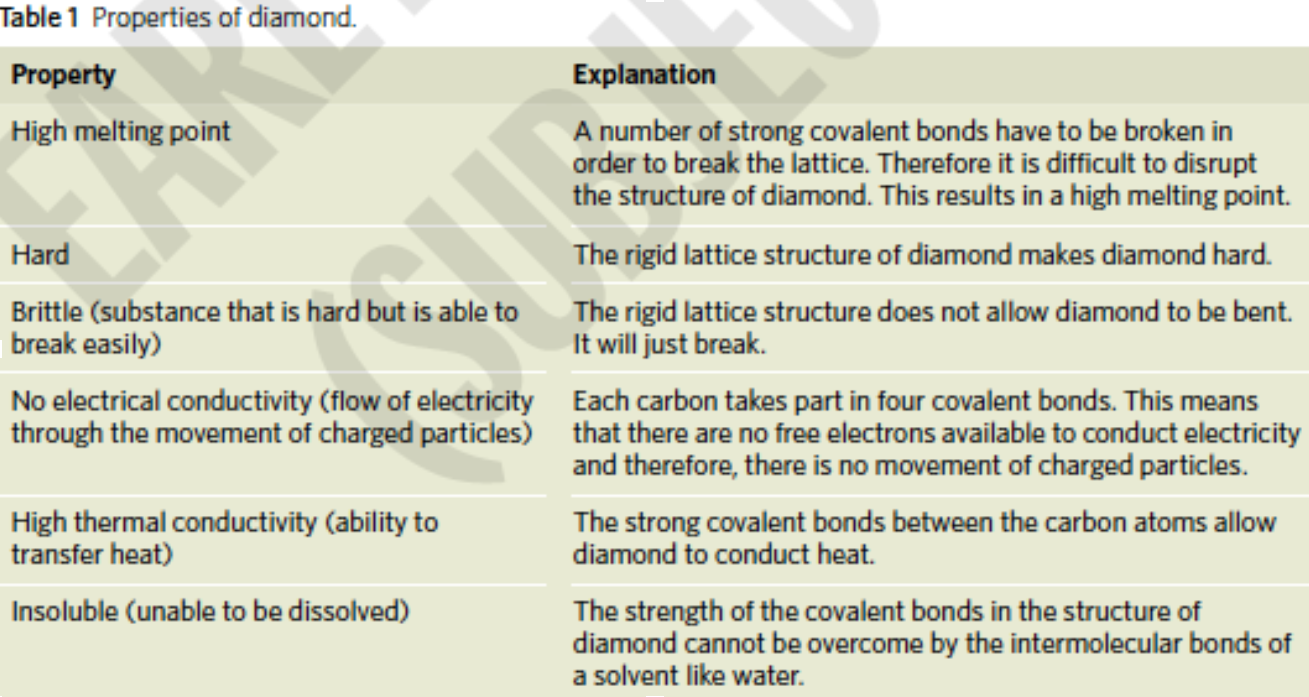 Table 1 Properties of diamond.
Property
Explanation
High melting point
A number of strong covalent bonds have to be broken in
order to break the lattice. Therefore it is difficult to disrupt
the structure of diamond. This results in a high melting point.
Hard
The rigid lattice structure of diamond makes diamond hard.
Brittle (substance that is hard but is able to
break easily)
The rigid lattice structure does not allow diamond to be bent.
It will just break.
No electrical conductivity (flow of electricity
through the movement of charged particles)
Each carbon takes part in four covalent bonds. This means
that there are no free electrons available to conduct electricity
and therefore, there is no movement of charged particles.
High thermal conductivity (ability to
transfer heat)
The strong covalent bonds between the carbon atoms allow
diamond to conduct heat.
Insoluble (unable to be dissolved)
The strength of the covalent bonds in the structure of
diamond cannot be overcome by the intermolecular bonds of
a solvent like water.